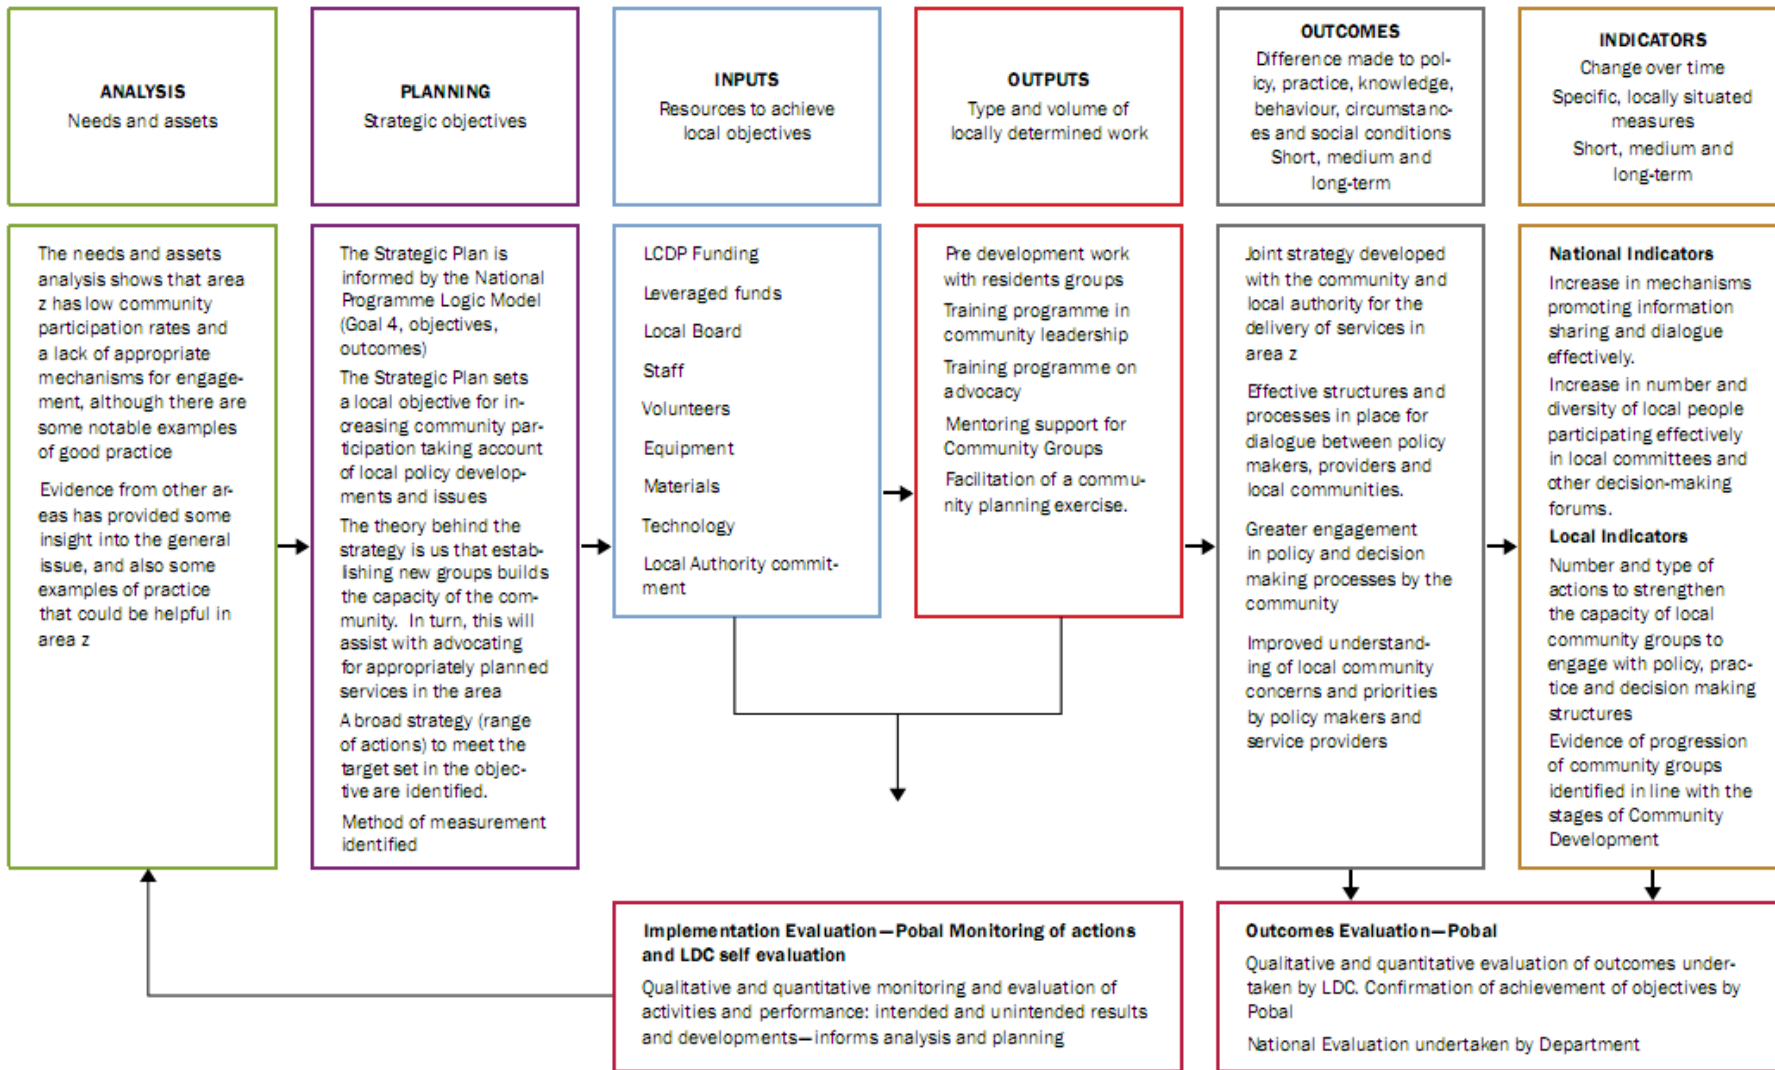 ANALYSIS
Needs and assets
PLANNING
Strategic objectives
INPUTS
Resources to achieve
local objectives
OUTPUTS
Type and volume of
locally determined work
OUTCOMES
Difference made to pol-
icy, practice, knowledge,
behaviour, circumstanc-
es and social conditions
Short, medium and
long-term
INDICATORS
Change over time
Specific, locally situated
measures
Short, medium and
long-term
The needs and assets
analysis shows that area
z has low community
participation rates and
a lack of appropriate
mechanisms for engage-
ment, although there are
some notable examples
of good practice
Evidence from other ar-
eas has provided some
insight into the general
issue, and also some
examples of practice
that could be helpful in
area z
The Strategic Plan is
informed by the National
Programme Logic Model
(Goal 4, objectives,
outcomes)
The Strategic Plan sets
a local objective for in-
creasing community par-
ticipation taking account
of local policy develop-
ments and issues
The theory behind the
strategy is us that estab-
lishing new groups builds
the capacity of the com-
munity. In turn, this will
assist with advocating
for appropriately planned
services in the area
A broad strategy (range
of actions) to meet the
target set in the objec-
tive are identified.
Method of measurement
identified
LCDP Funding
Leveraged funds
Local Board
Staff
Volunteers
Equipment
Materials
Technology
Local Authority commit-
ment
Pre development work
with residents groups
Training programme in
community leadership
Training programme on
advocacy
Mentoring support for
Community Groups
Facilitation of a commu-
nity planning exercise.
Joint strategy developed
with the community and
local authority for the
delivery of services in
area z
Effective structures and
processes in place for
dialogue between policy
makers, providers and
local communities.
Greater engagement
in policy and decision
making processes by the
community
Improved understand-
ing of local community
concerns and priorities
by policy makers and
service providers
National Indicators
Increase in mechanisms
promoting information
sharing and dialogue
effectively.
Increase in number and
diversity of local people
participating effectively
in local committees and
other decision-making
forums.
Local Indicators
Number and type of
actions to strengthen
the capacity of local
community groups to
engage with policy, prac-
tice and decision making
structures
Evidence of progression
of community groups
identified in line with the
stages of Community
Development
Implementation Evaluation—Pobal Monitoring of actions
and LDC self evaluation
Qualitative and quantitative monitoring and evaluation of
activities and performance: intended and unintended results
and developments—informs analysis and planning
Outcomes Evaluation—Pobal
Qualitative and quantitative evaluation of outcomes under-
taken by LDC. Confirmation of achievement of objectives by
Pobal
National Evaluation undertaken by Department